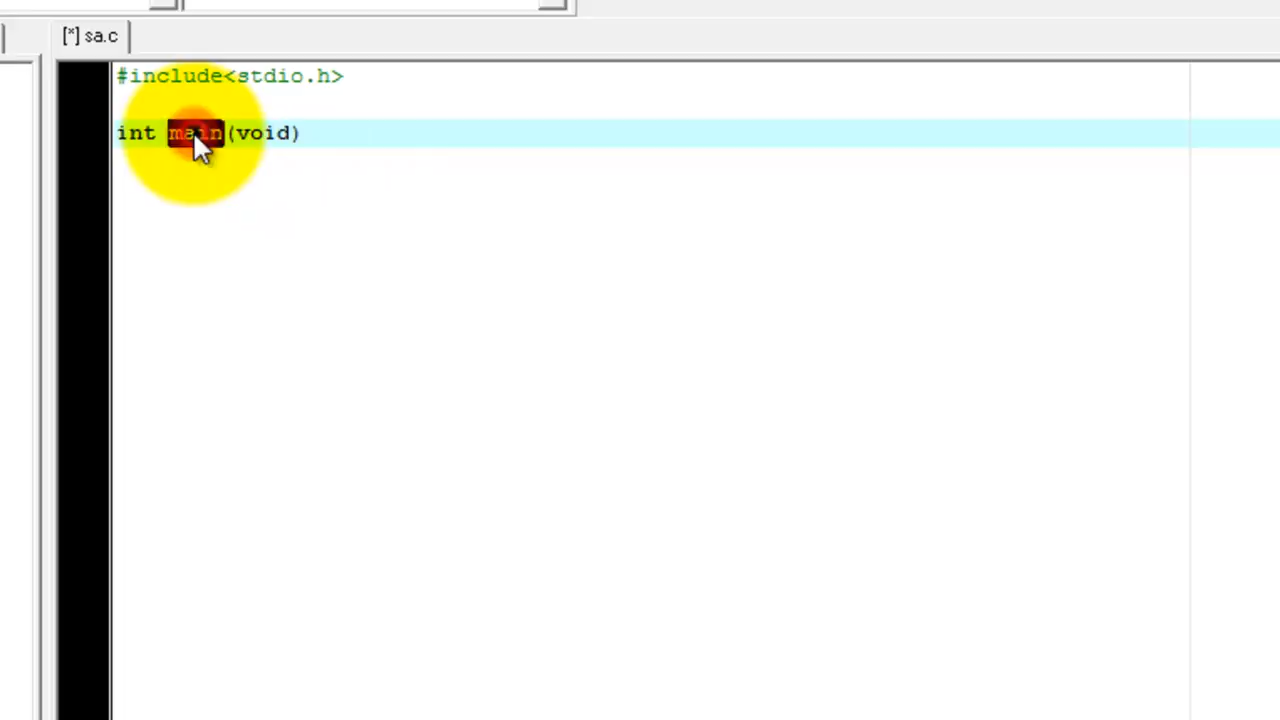 [*] sa.c
#include<stdio.h>
int main(void)